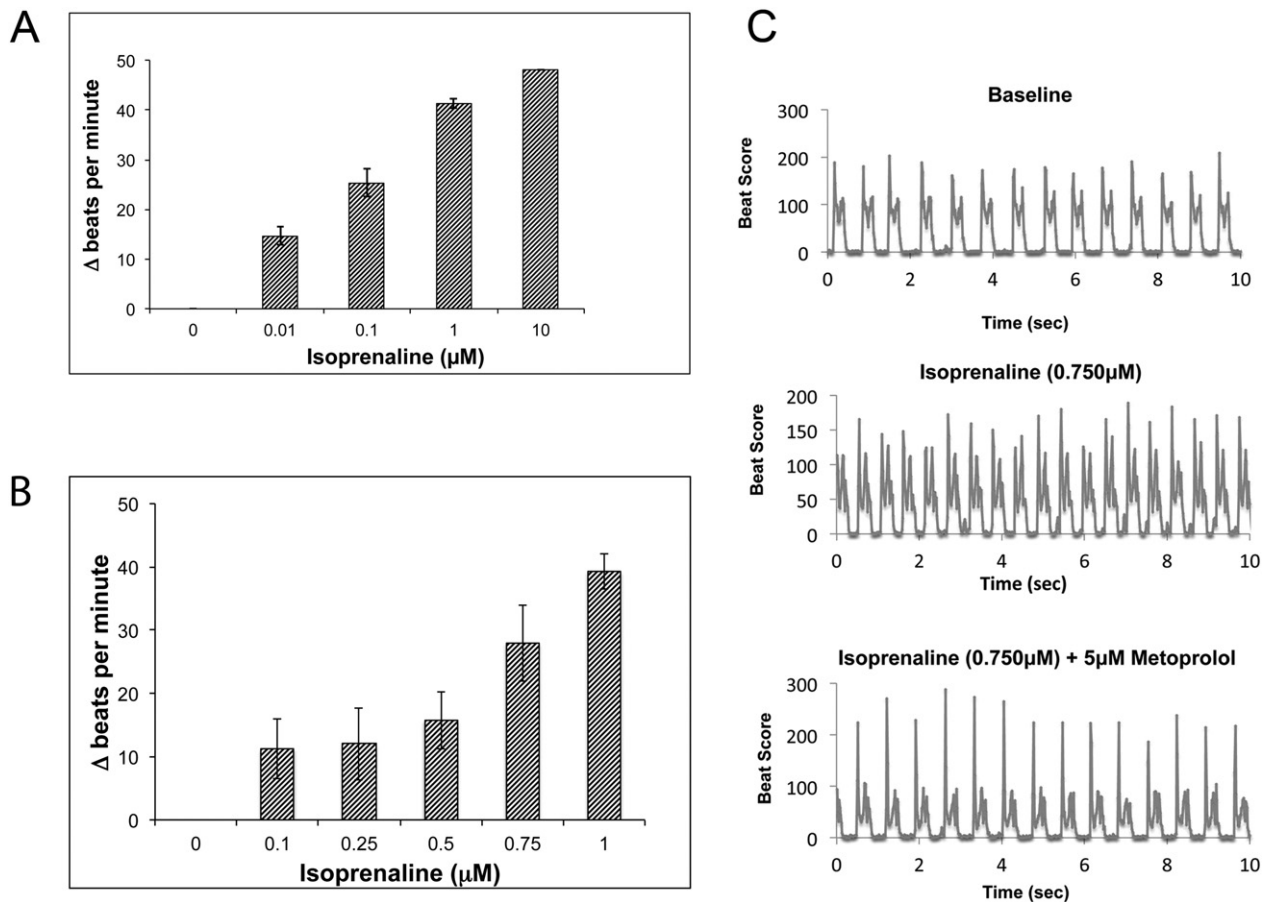 A
50
40
30
20
10
0
Δ beats per minute
0 0.01 0.1 1 10
Isoprenaline (µM)
B
50
40
30
20
10
0
Δ beats per minute
0 0.1 0.25 0.5 0.75 1
Isoprenaline (µM)
C
Baseline
300
200
100
0
Beat Score
0 2 4 6 8 10
Time (sec)
Isoprenaline (0.750µM)
200
150
100
50
0
Beat Score
0 2 4 6 8 10
Time (sec)
Isoprenaline (0.750µM) + 5µM Metoprolol
300
200
100
0
Beat Score
0 2 4 6 8 10
Time (sec)